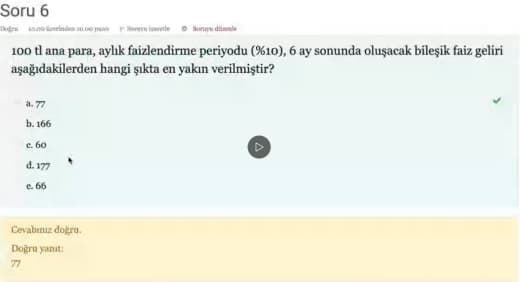 Soru 6
Doğru 10,00 üzerinden 10,00 puan Soruyu işaretle Soruyu düzenle
100 tl ana para, aylık faizlendirme periyodu (%10), 6 ay sonunda oluşacak bileşik faiz geliri
aşağıdakilerden hangi şıkta en yakın verilmiştir?
a. 77
b. 166
c. 60
d. 177
e. 66
Cevabınız doğru.
Doğru yanıt:
77